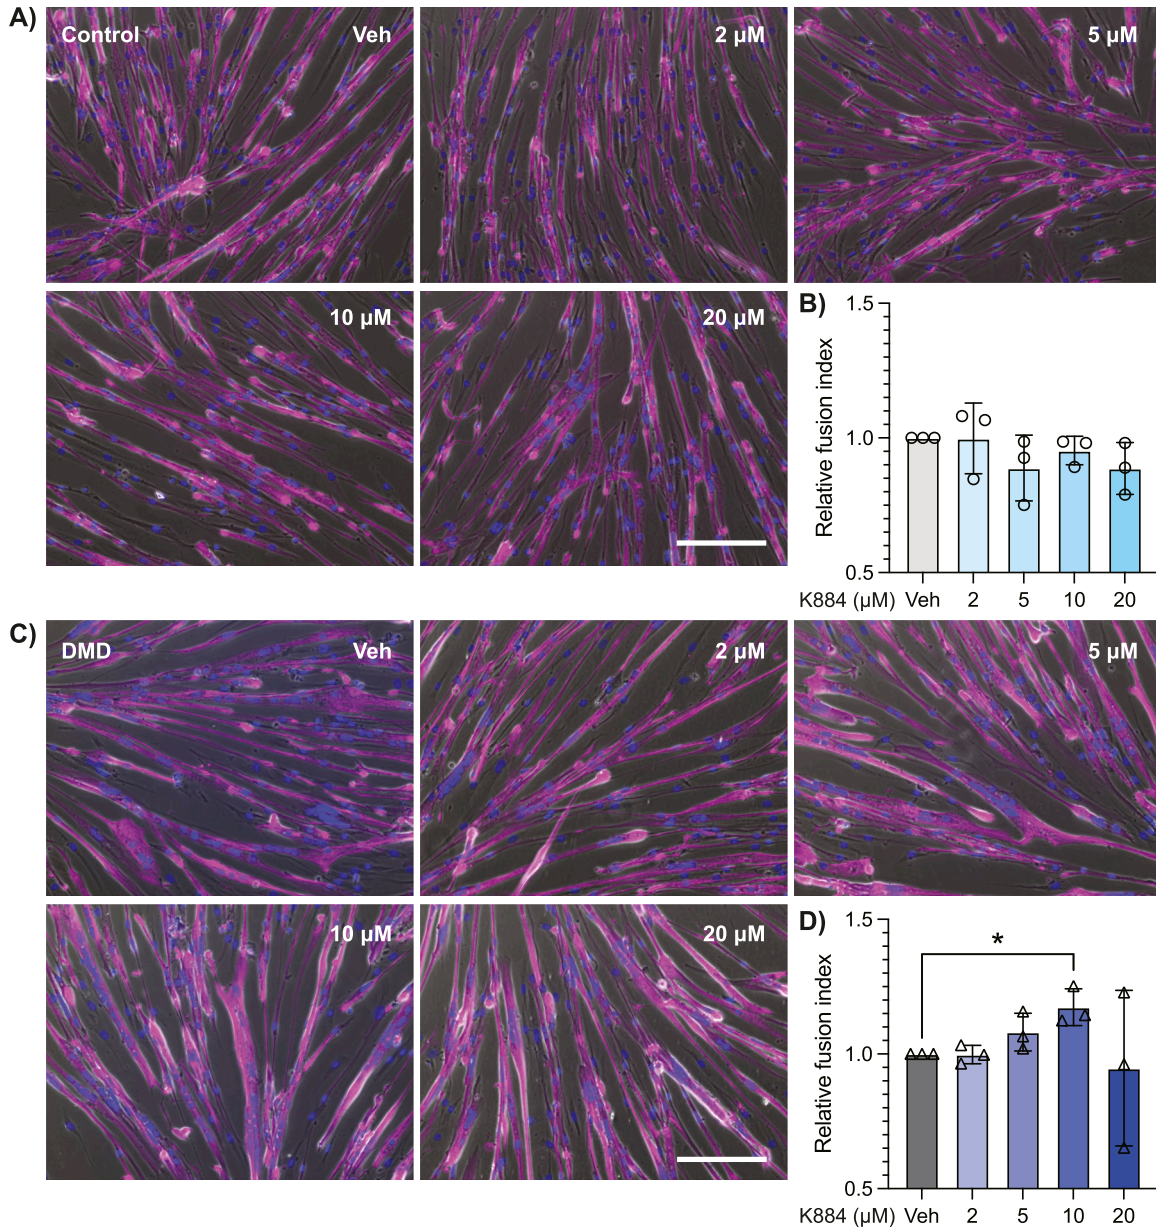 A)
Control Veh
2 µM
5 µM
10 µM
20 µM
B)
1.5
1.0
0.5
Relative fusion index
K884 (µM) Veh 2 5 10 20
C)
DMD Veh
2 µM
5 µM
10 µM
20 µM
D)
1.5
1.0
0.5
Relative fusion index
*
K884 (µM) Veh 2 5 10 20